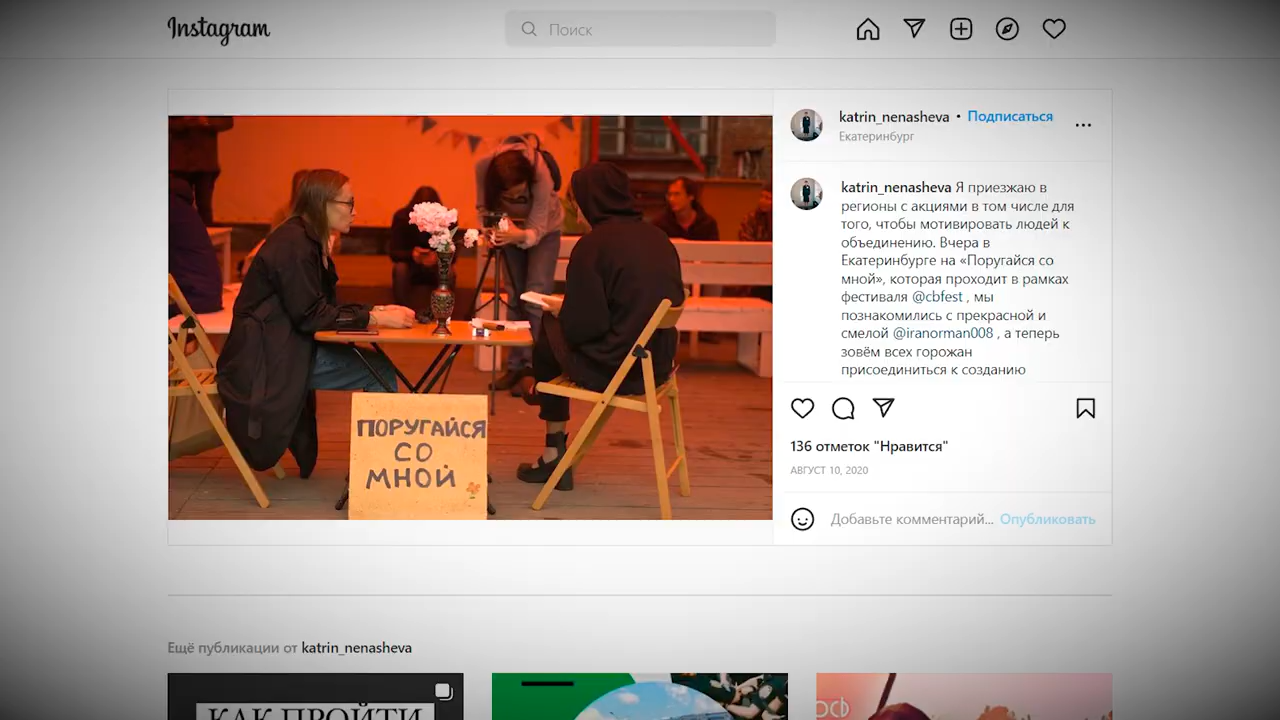 Instagram
Поиск
katrin_nenasheva • Подписаться
Екатеринбург
katrin_nenasheva Я приезжаю в
регионы с акциями в том числе для
того, чтобы мотивировать людей к
объединению. Вчера в
Екатеринбурге на «Поругайся со
мной», которая проходит в рамках
фестиваля @cbfest , мы
познакомились с прекрасной и
смелой @iranorman008 , а теперь
зовём всех горожан
присоединиться к созданию
ПОРУГАЙСЯ
СО
МНОЙ
136 отметок "Нравится"
АВГУСТ 10, 2020
Добавьте комментарий... Опубликовать
Ещё публикации от katrin_nenasheva
КАК ПРОЙТИ